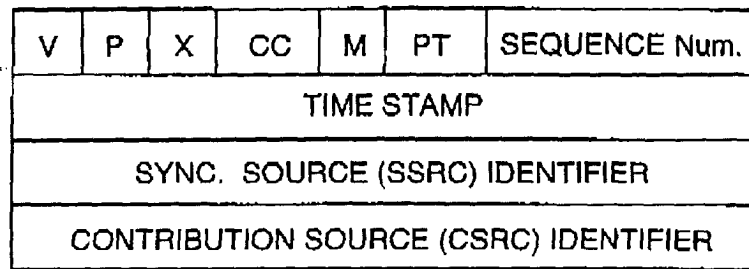 V P X CC M PT SEQUENCE Num.
TIME STAMP
SYNC. SOURCE (SSRC) IDENTIFIER
CONTRIBUTION SOURCE (CSRC) IDENTIFIER